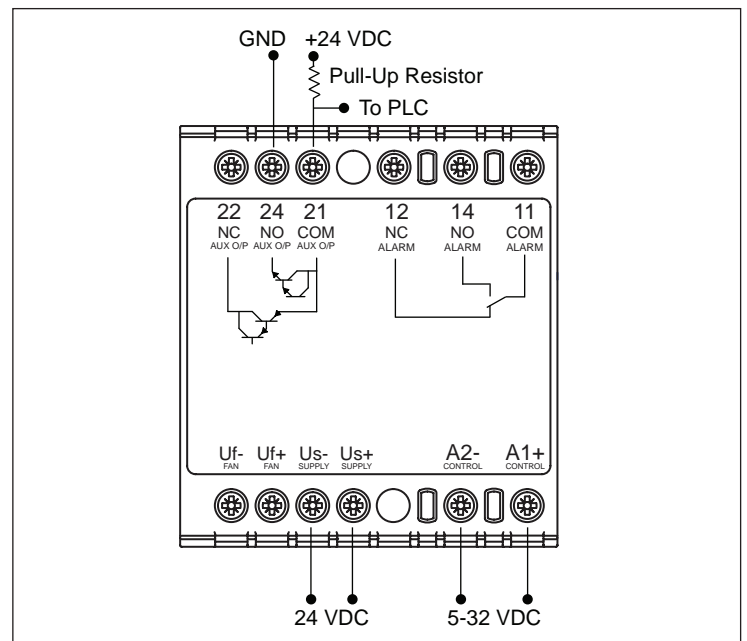 GND +24 VDC
Pull-Up Resistor
To PLC
22 24 21 12 14 11
NC NO COM NC NO COM
AUX O/P AUX O/P AUX O/P ALARM ALARM ALARM
Uf- Uf+ Us- Us+ A2- A1+
FAN FAN SUPPLY SUPPLY CONTROL CONTROL
24 VDC 5-32 VDC